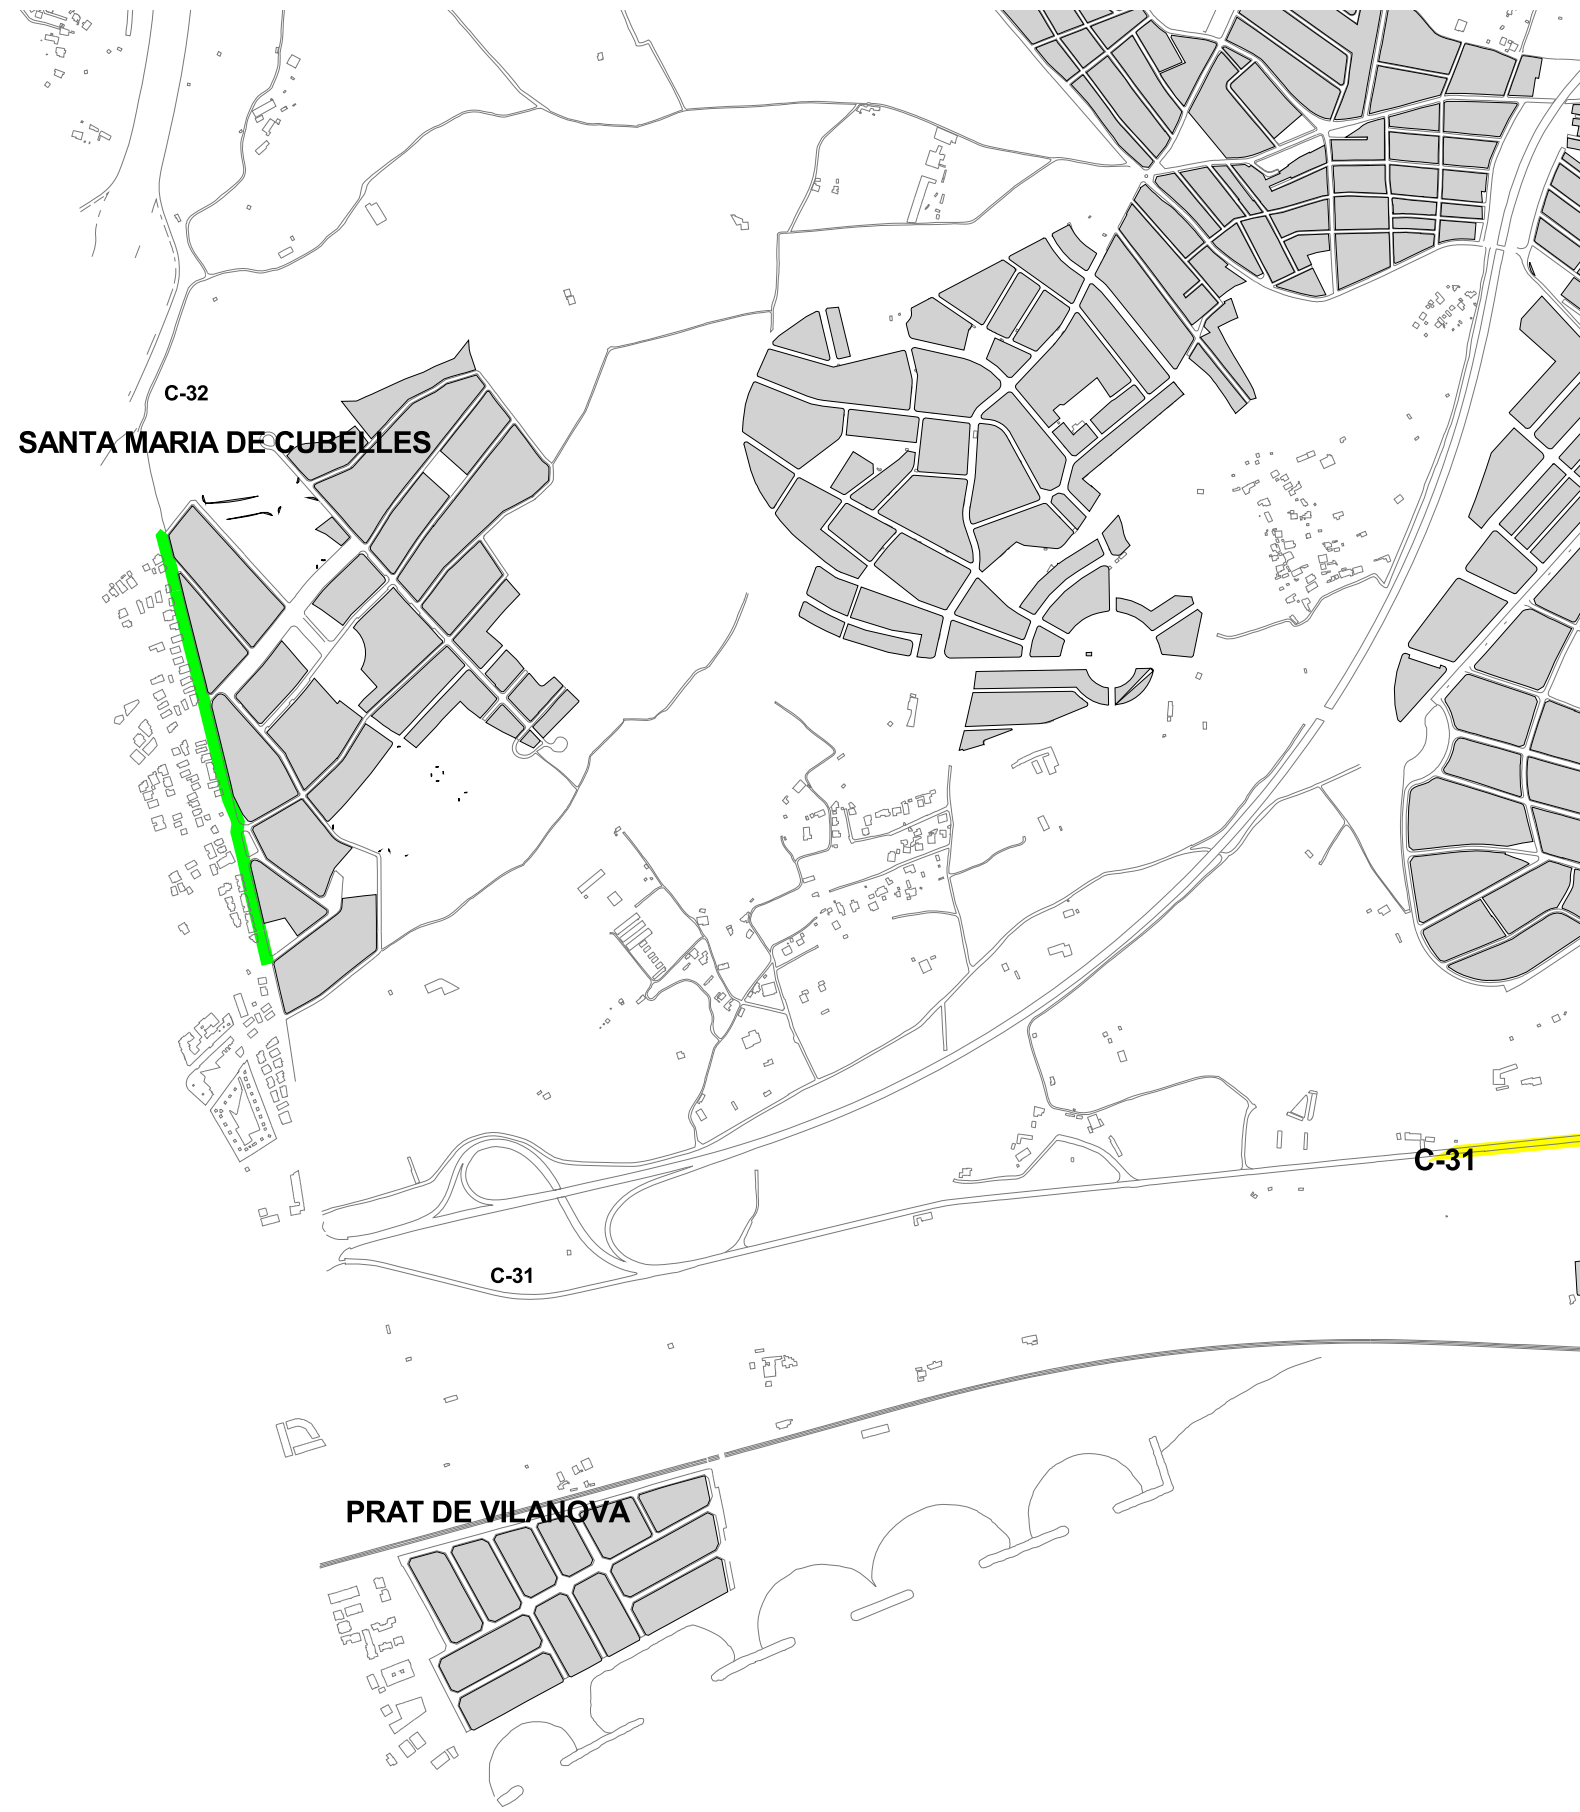 C-32
SANTA MARIA DE CUBELLES
C-31
C-31
PRAT DE VILANOVA